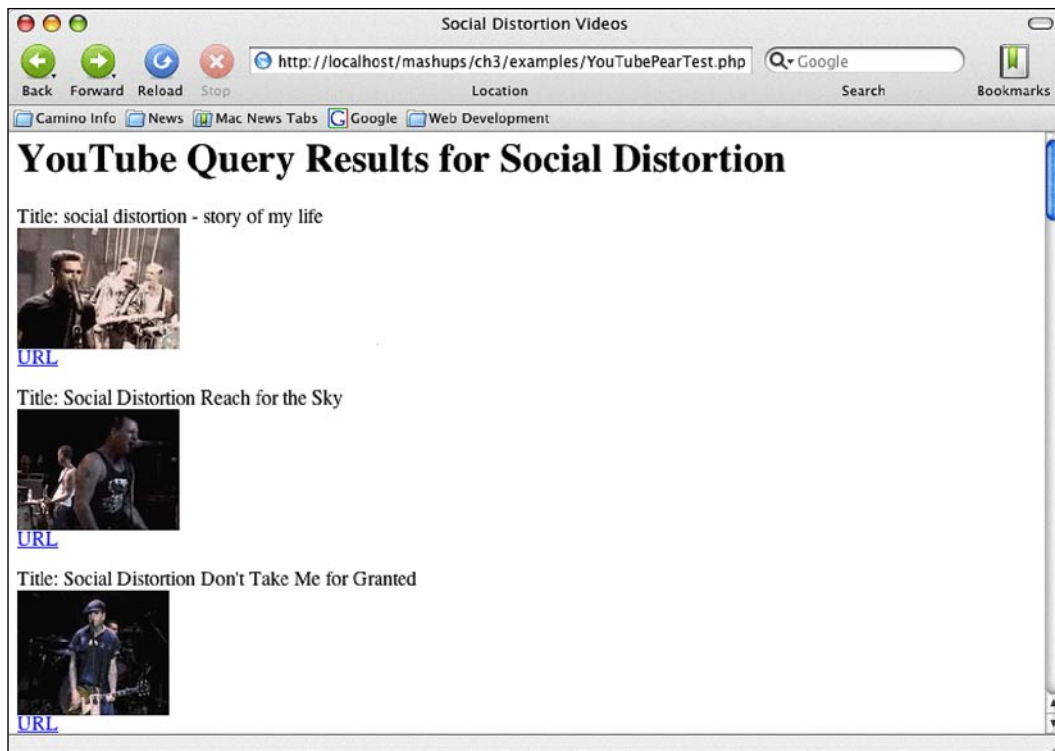 Social Distortion Videos
http://localhost/mashups/ch3/examples/YouTubePearTest.php
Google
Back Forward Reload Stop Location Search Bookmarks
Camino Info News Mac News Tabs G Google Web Development
YouTube Query Results for Social Distortion
Title: social distortion - story of my life
URL
Title: Social Distortion Reach for the Sky
URL
Title: Social Distortion Don't Take Me for Granted
URL